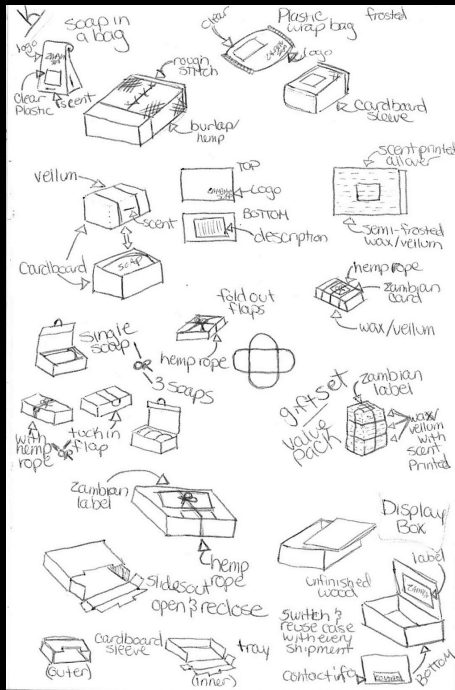 soap in
a bag
logo
clear
Plastic
scent
rough
stitch
burlap/
hemp
clear
Plastic
wrap bag
frosted
logo
cardboard
sleeve
vellum
scent
cardboard
SOAP
TOP
logo
BOTTOM
description
scent printed
allover
semi-frosted
wax/vellum
hemp rope
zambian
card
wax/vellum
fold out
flaps
hemp rope
single
soap
3 soaps
with
hemp
rope
tuck in
flap
giftset
value
pack
zambian
label
wax/
vellum
with
scent
Printed
zambian
label
hemp
rope
slides out
open & reclose
unfinished
wood
Display
Box
label
switch &
reuse case
with every
shipment
BOTTOM
contact info
cardboard
sleeve
(outer)
tray
(inner)